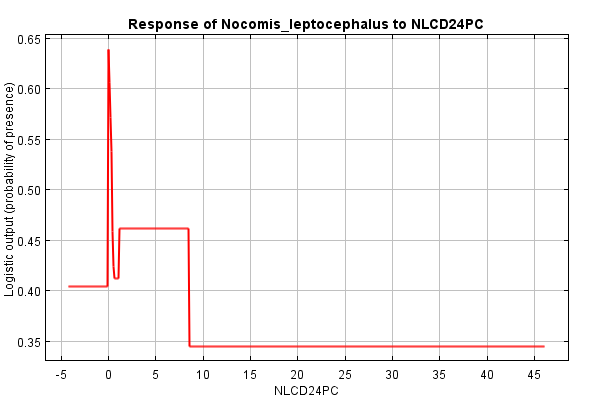 Response of Nocomis_leptocephalus to NLCD24PC
Logistic output (probability of presence)
0.65
0.60
0.55
0.50
0.45
0.40
0.35
-5 0 5 10 15 20 25 30 35 40 45
NLCD24PC